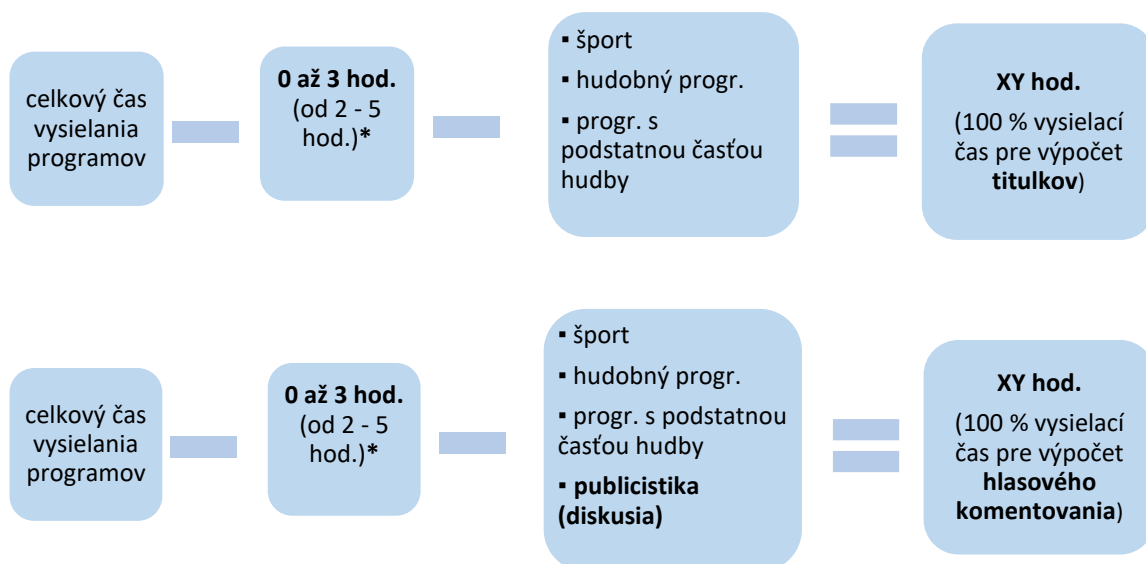 celkový čas
vysielania
programov
0 až 3 hod.
(od 2 - 5
hod.)*
▪ šport
▪ hudobný progr.
▪ progr. s
podstatnou časťou
hudby
XY hod.
(100 % vysielací
čas pre výpočet
titulkov)
celkový čas
vysielania
programov
0 až 3 hod.
(od 2 - 5
hod.)*
▪ šport
▪ hudobný progr.
▪ progr. s podstatnou
časťou hudby
▪ publicistika
(diskusia)
XY hod.
(100 % vysielací
čas pre výpočet
hlasového
komentovania)